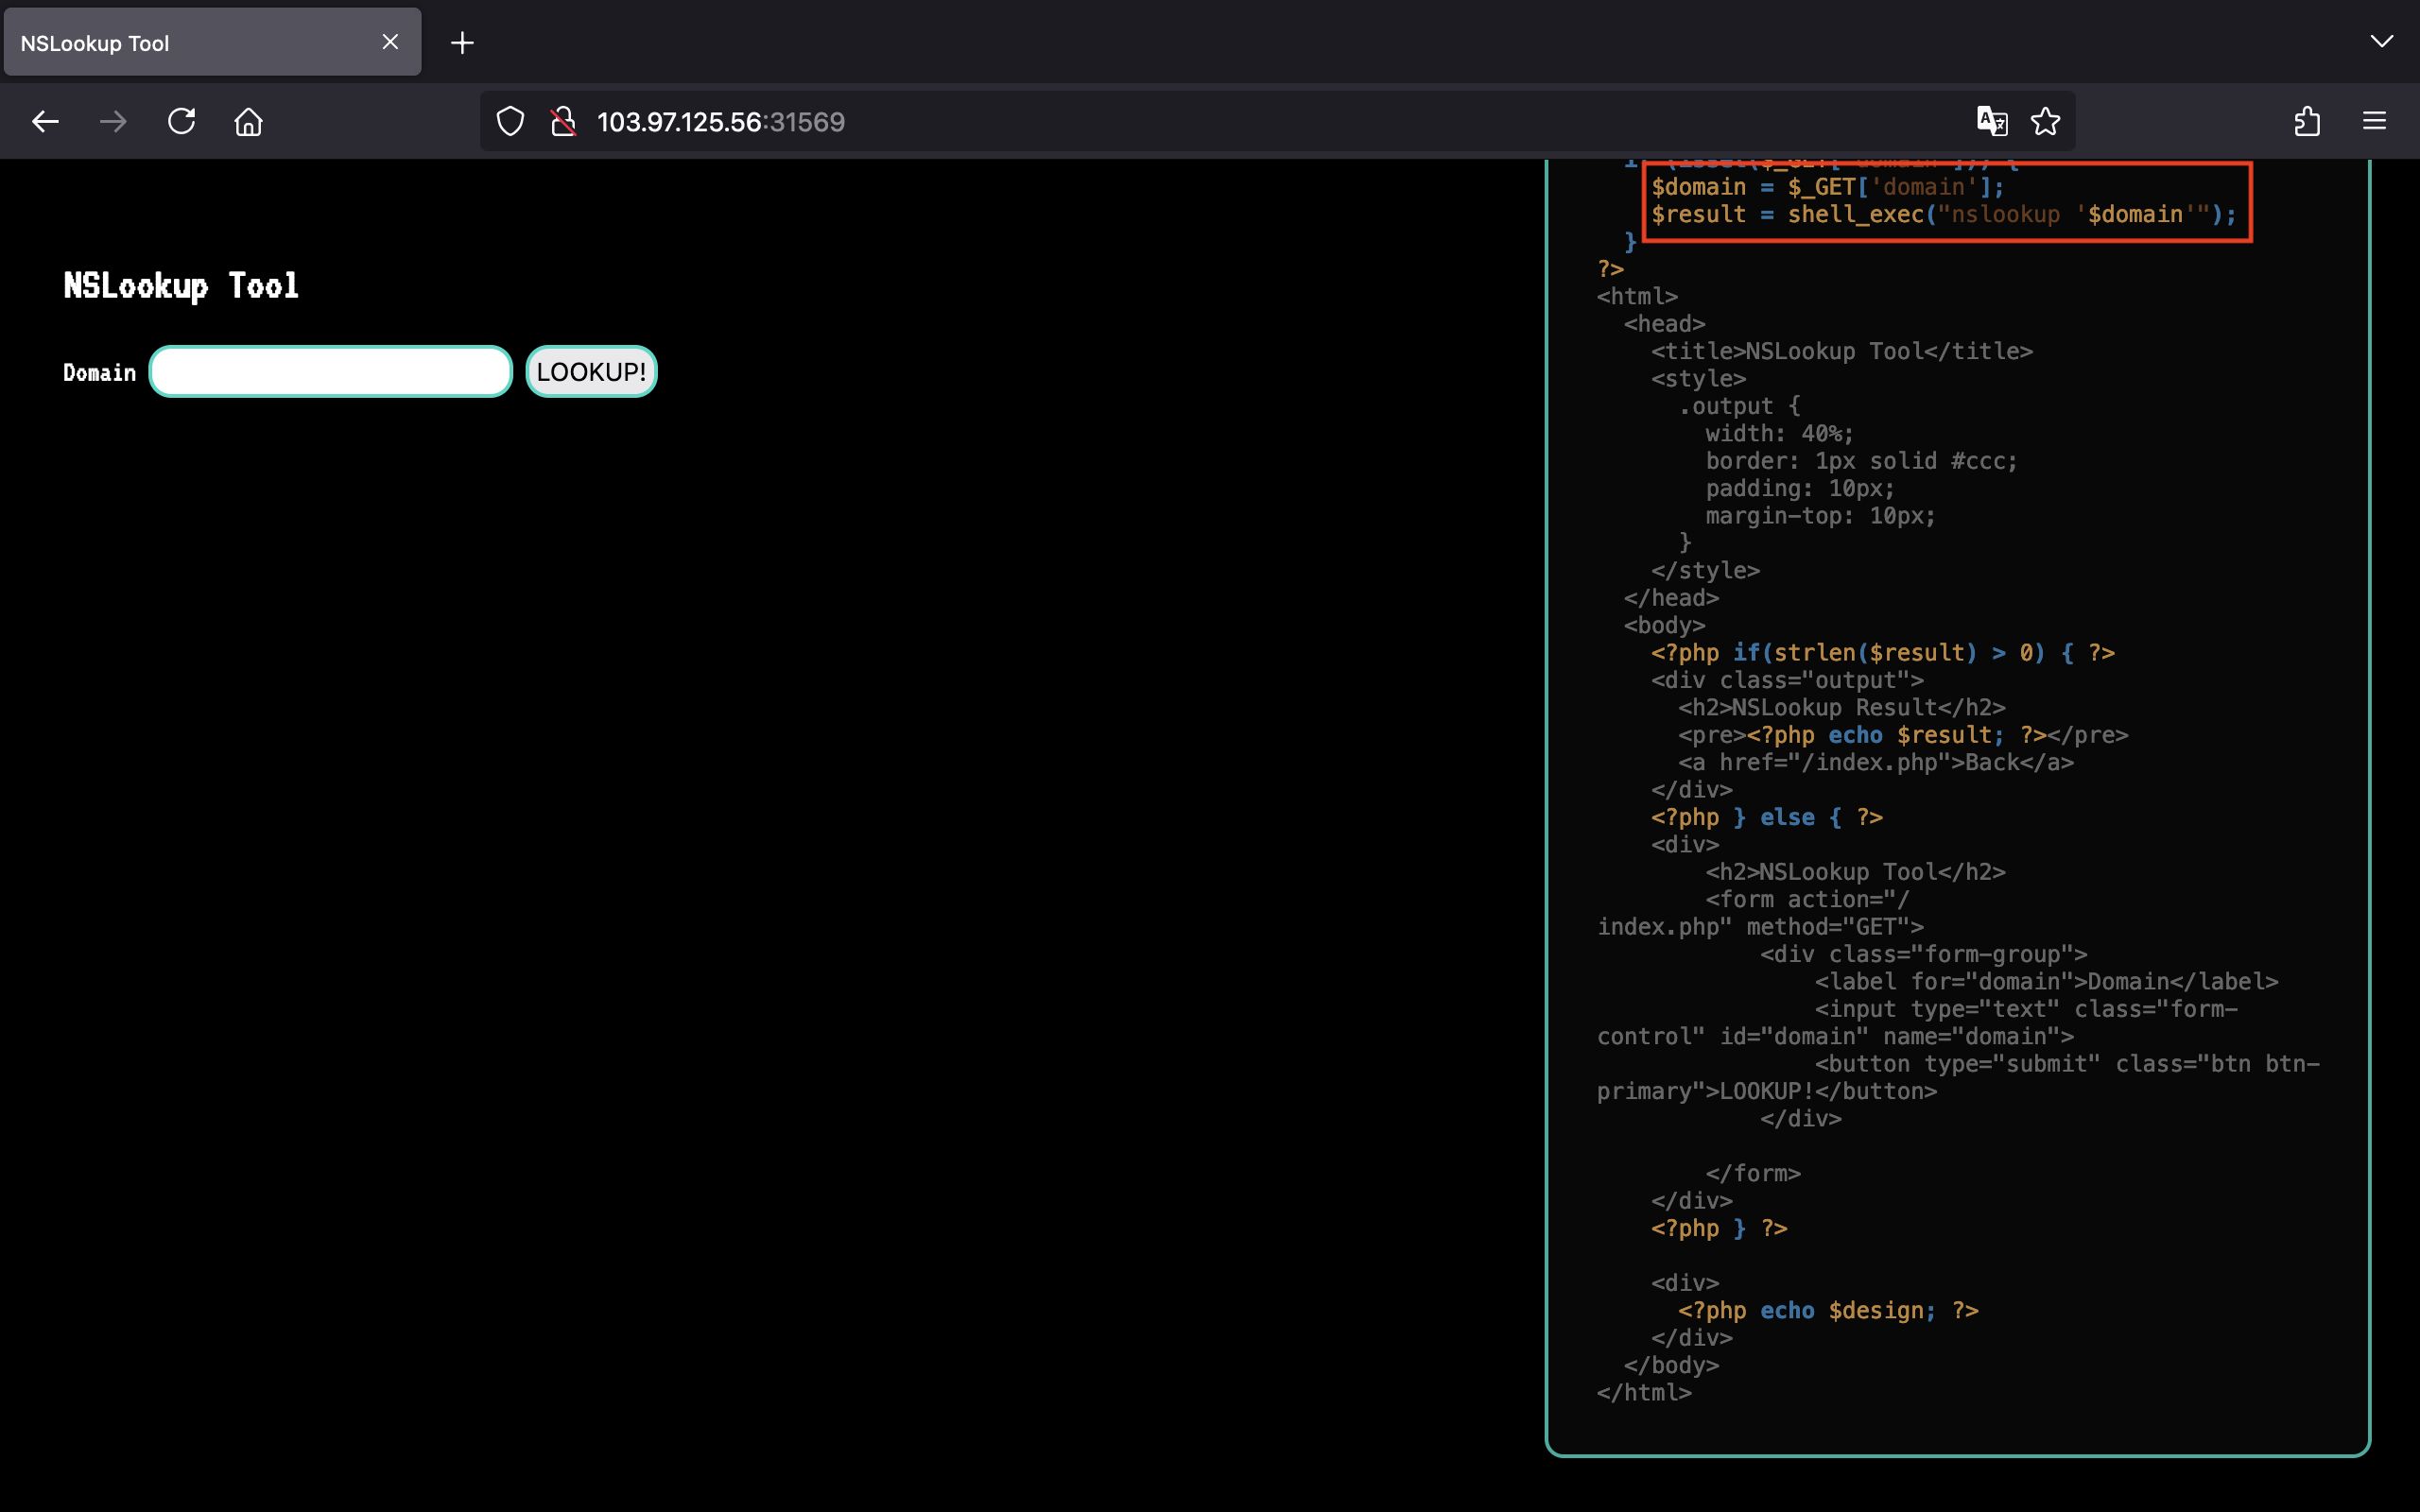 NSLookup Tool
103.97.125.56:31569
NSLookup Tool
Domain
LOOKUP!
$domain = $_GET['domain'];
$result = shell_exec("nslookup '$domain'");
}
?>
<html>
<head>
<title>NSLookup Tool</title>
<style>
.output {
width: 40%;
border: 1px solid #ccc;
padding: 10px;
margin-top: 10px;
}
</style>
</head>
<body>
<?php if(strlen($result) > 0) { ?>
<div class="output">
<h2>NSLookup Result</h2>
<pre><?php echo $result; ?></pre>
<a href="/index.php">Back</a>
</div>
<?php } else { ?>
<div>
<h2>NSLookup Tool</h2>
<form action="/
index.php" method="GET">
<div class="form-group">
<label for="domain">Domain</label>
<input type="text" class="form-
control" id="domain" name="domain">
<button type="submit" class="btn btn-
primary">LOOKUP!</button>
</div>
</form>
</div>
<?php } ?>
<div>
<?php echo $design; ?>
</div>
</body>
</html>